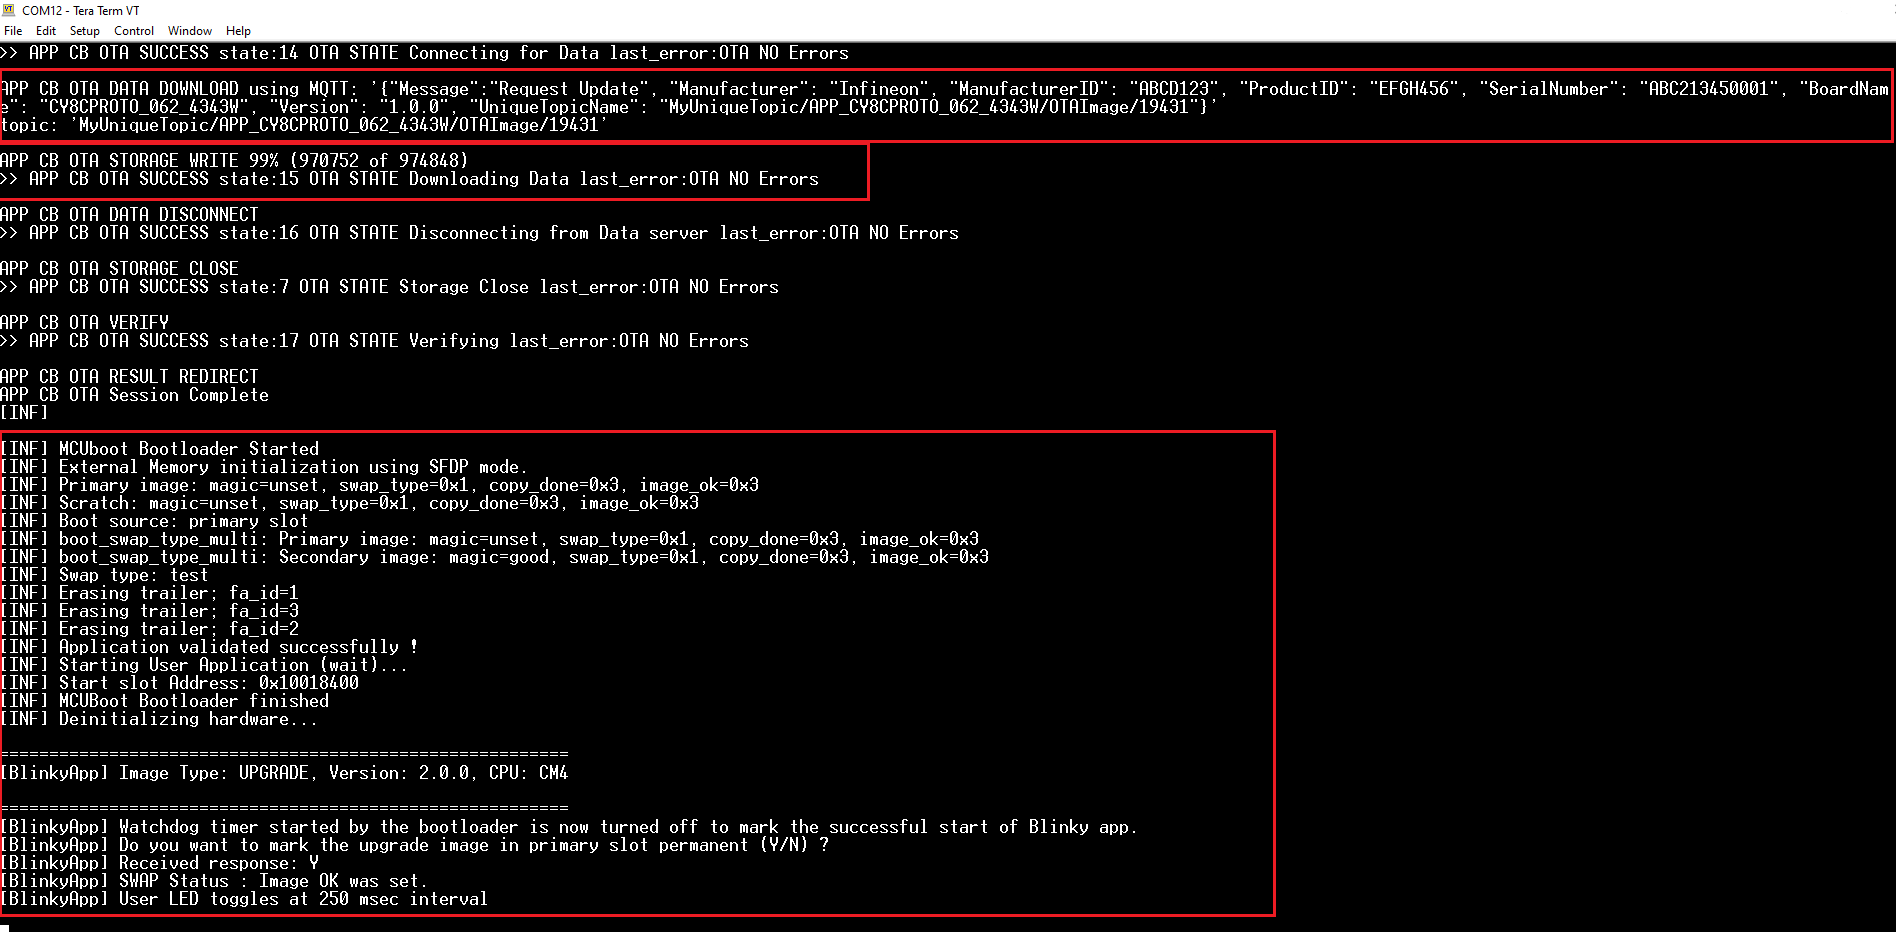 COM12 - Tera Term VT
File Edit Setup Control Window Help
>> APP CB OTA SUCCESS state:14 OTA STATE Connecting for Data last_error:OTA NO Errors
APP CB OTA DATA DOWNLOAD using MQTT: '{"Message":"Request Update", "Manufacturer": "Infineon", "ManufacturerID": "ABCD123", "ProductID": "EFGH456", "SerialNumber": "ABC213450001", "BoardNam
e": "CY8CPROTO_062_4343W", "Version": "1.0.0", "UniqueTopicName": "MyUniqueTopic/APP_CY8CPROTO_062_4343W/OTAImage/19431"}'
topic: 'MyUniqueTopic/APP_CY8CPROTO_062_4343W/OTAImage/19431'
APP CB OTA STORAGE WRITE 99% (970752 of 974848)
>> APP CB OTA SUCCESS state:15 OTA STATE Downloading Data last_error:OTA NO Errors
APP CB OTA DATA DISCONNECT
>> APP CB OTA SUCCESS state:16 OTA STATE Disconnecting from Data server last_error:OTA NO Errors
APP CB OTA STORAGE CLOSE
>> APP CB OTA SUCCESS state:7 OTA STATE Storage Close last_error:OTA NO Errors
APP CB OTA VERIFY
>> APP CB OTA SUCCESS state:17 OTA STATE Verifying last_error:OTA NO Errors
APP CB OTA RESULT REDIRECT
APP CB OTA Session Complete
[INF]
[INF] MCUboot Bootloader Started
[INF] External Memory initialization using SFDP mode.
[INF] Primary image: magic=unset, swap_type=0x1, copy_done=0x3, image_ok=0x3
[INF] Scratch: magic=unset, swap_type=0x1, copy_done=0x3, image_ok=0x3
[INF] Boot source: primary slot
[INF] boot_swap_type_multi: Primary image: magic=unset, swap_type=0x1, copy_done=0x3, image_ok=0x3
[INF] boot_swap_type_multi: Secondary image: magic=good, swap_type=0x1, copy_done=0x3, image_ok=0x3
[INF] Swap type: test
[INF] Erasing trailer; fa_id=1
[INF] Erasing trailer; fa_id=3
[INF] Erasing trailer; fa_id=2
[INF] Application validated successfully !
[INF] Starting User Application (wait)...
[INF] Start slot Address: 0x10018400
[INF] MCUBoot Bootloader finished
[INF] Deinitializing hardware...
=========================================================
[BlinkyApp] Image Type: UPGRADE, Version: 2.0.0, CPU: CM4
=========================================================
[BlinkyApp] Watchdog timer started by the bootloader is now turned off to mark the successful start of Blinky app.
[BlinkyApp] Do you want to mark the upgrade image in primary slot permanent (Y/N) ?
[BlinkyApp] Received response: Y
[BlinkyApp] SWAP Status : Image OK was set.
[BlinkyApp] User LED toggles at 250 msec interval